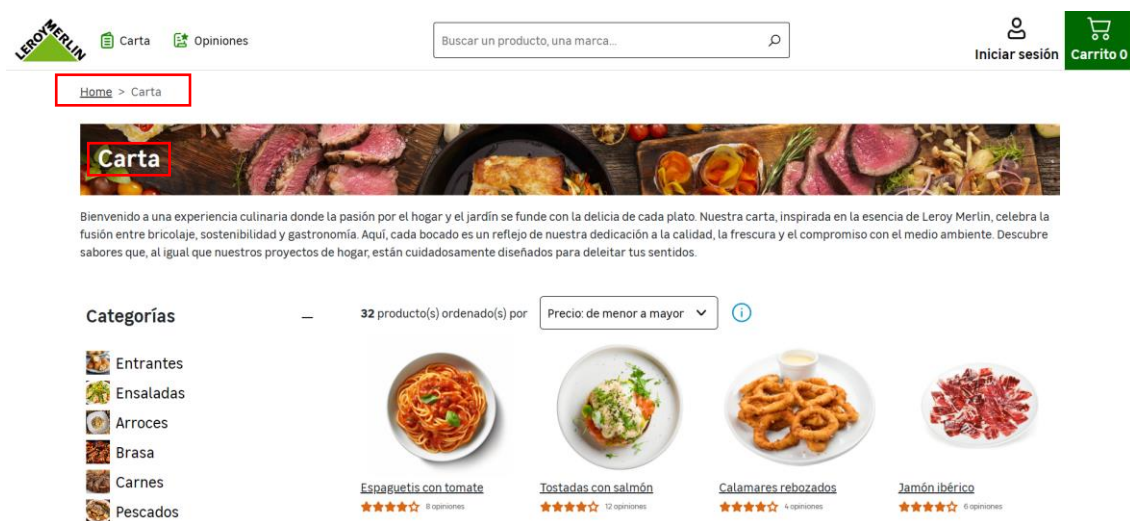 LEROY MERLIN
Carta
Opiniones
Buscar un producto, una marca...
Iniciar sesión
Carrito 0
Home > Carta
Carta
Bienvenido a una experiencia culinaria donde la pasión por el hogar y el jardín se funde con la delicia de cada plato. Nuestra carta, inspirada en la esencia de Leroy Merlin, celebra la
fusión entre bricolaje, sostenibilidad y gastronomía. Aquí, cada bocado es un reflejo de nuestra dedicación a la calidad, la frescura y el compromiso con el medio ambiente. Descubre
sabores que, al igual que nuestros proyectos de hogar, están cuidadosamente diseñados para deleitar tus sentidos.
Categorías
32 producto(s) ordenado(s) por
Precio: de menor a mayor
Entrantes
Ensaladas
Arroces
Brasa
Carnes
Pescados
Espaguetis con tomate
8 opiniones
Tostadas con salmón
12 opiniones
Calamares rebozados
4 opiniones
Jamón ibérico
6 opiniones